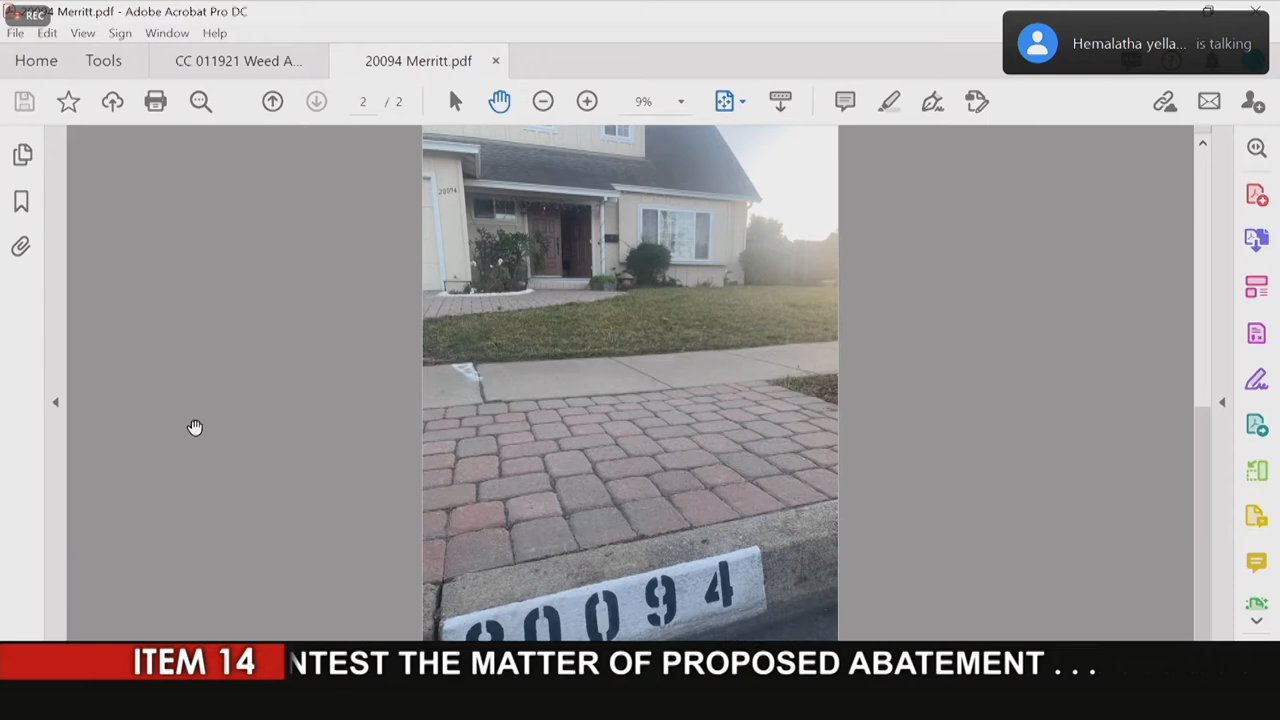 REC
94 Merritt.pdf - Adobe Acrobat Pro DC
File Edit View Sign Window Help
Hemalatha yella... is talking
Home Tools CC 011921 Weed A... 20094 Merritt.pdf ×
2 / 2 9%
20094
20094
ITEM 14 NTEST THE MATTER OF PROPOSED ABATEMENT . . .